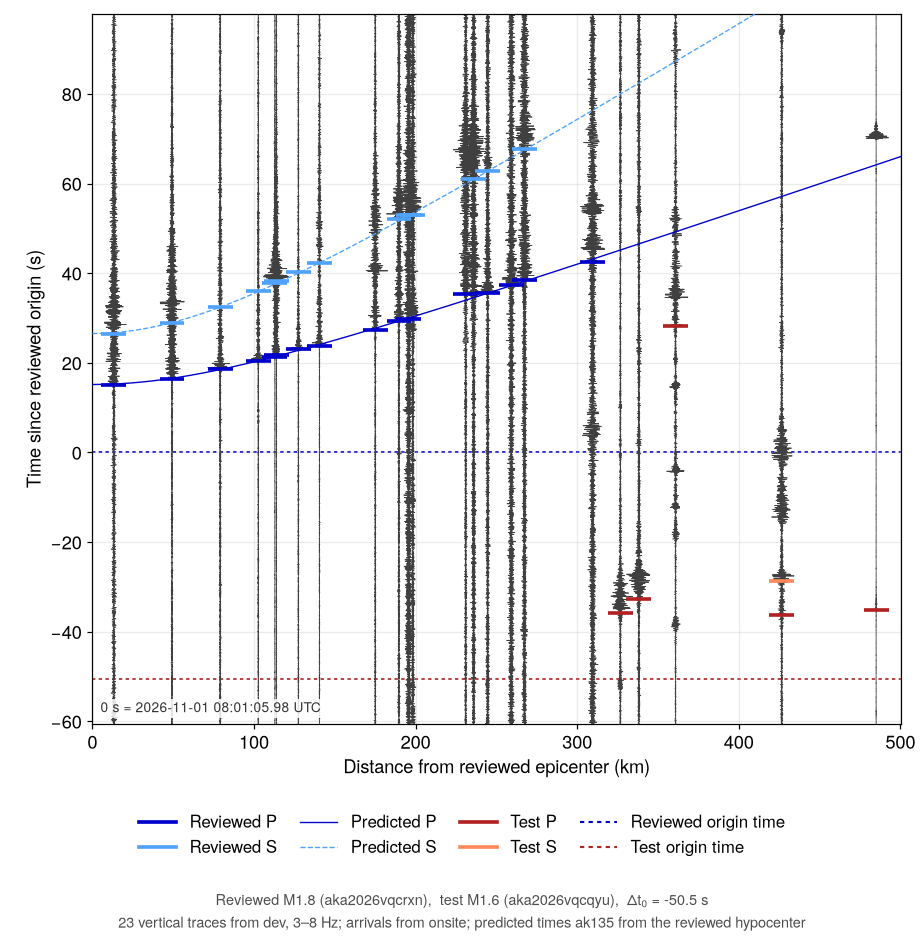 80
60
40
20
0
−20
−40
−60
Time since reviewed origin (s)
0 s = 2026-11-01 08:01:05.98 UTC
0 100 200 300 400 500
Distance from reviewed epicenter (km)
Reviewed P Predicted P Test P Reviewed origin time
Reviewed S Predicted S Test S Test origin time
Reviewed M1.8 (aka2026vqcrxn), test M1.6 (aka2026vqcqyu), Δt₀ = -50.5 s
23 vertical traces from dev, 3–8 Hz; arrivals from onsite; predicted times ak135 from the reviewed hypocenter